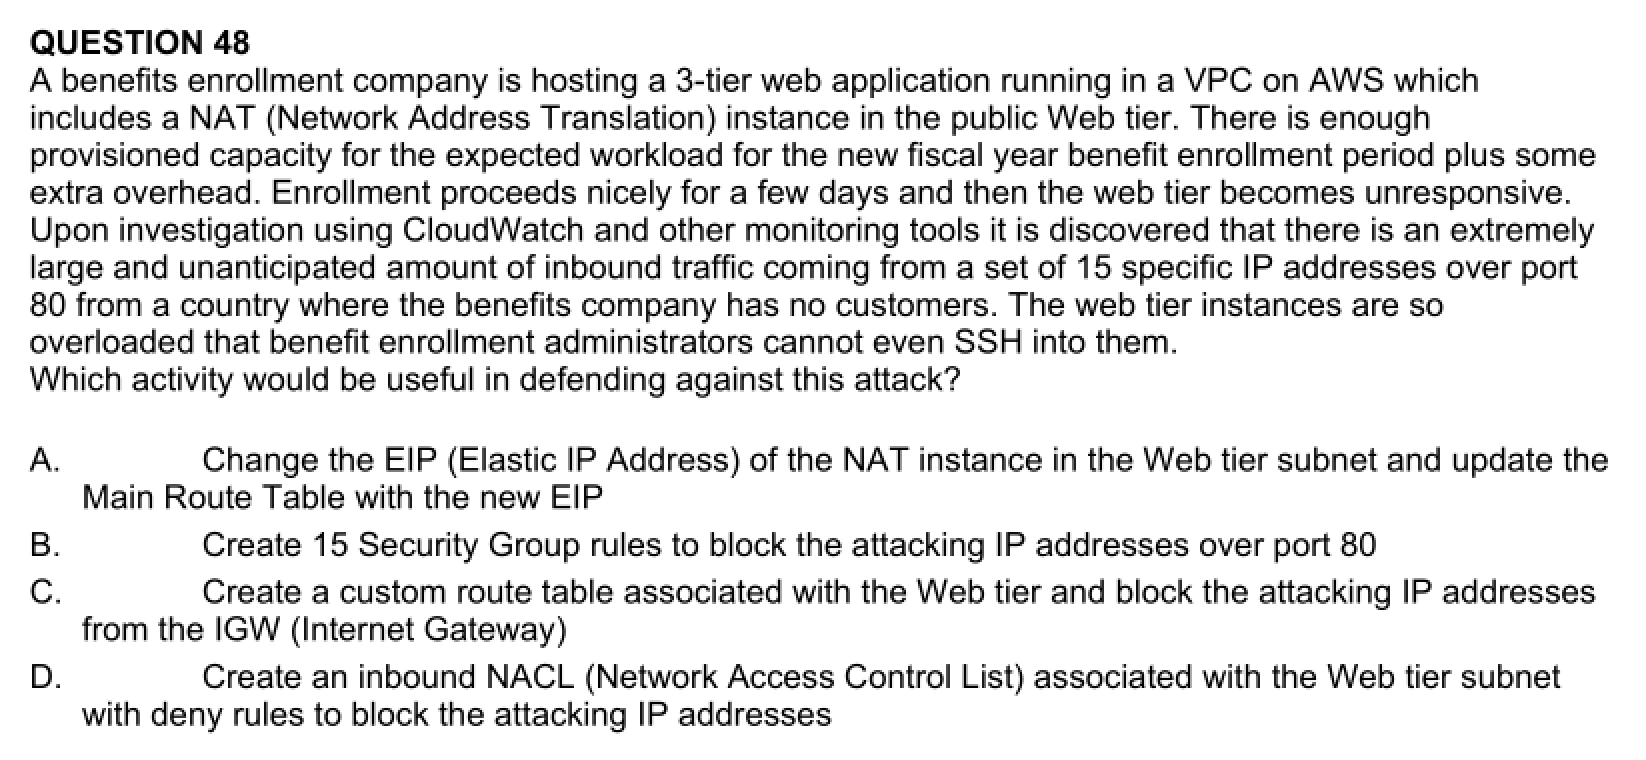 QUESTION 48
A benefits enrollment company is hosting a 3-tier web application running in a VPC on AWS which
includes a NAT (Network Address Translation) instance in the public Web tier. There is enough
provisioned capacity for the expected workload for the new fiscal year benefit enrollment period plus some
extra overhead. Enrollment proceeds nicely for a few days and then the web tier becomes unresponsive.
Upon investigation using CloudWatch and other monitoring tools it is discovered that there is an extremely
large and unanticipated amount of inbound traffic coming from a set of 15 specific IP addresses over port
80 from a country where the benefits company has no customers. The web tier instances are so
overloaded that benefit enrollment administrators cannot even SSH into them.
Which activity would be useful in defending against this attack?
A. Change the EIP (Elastic IP Address) of the NAT instance in the Web tier subnet and update the
Main Route Table with the new EIP
B. Create 15 Security Group rules to block the attacking IP addresses over port 80
C. Create a custom route table associated with the Web tier and block the attacking IP addresses
from the IGW (Internet Gateway)
D. Create an inbound NACL (Network Access Control List) associated with the Web tier subnet
with deny rules to block the attacking IP addresses